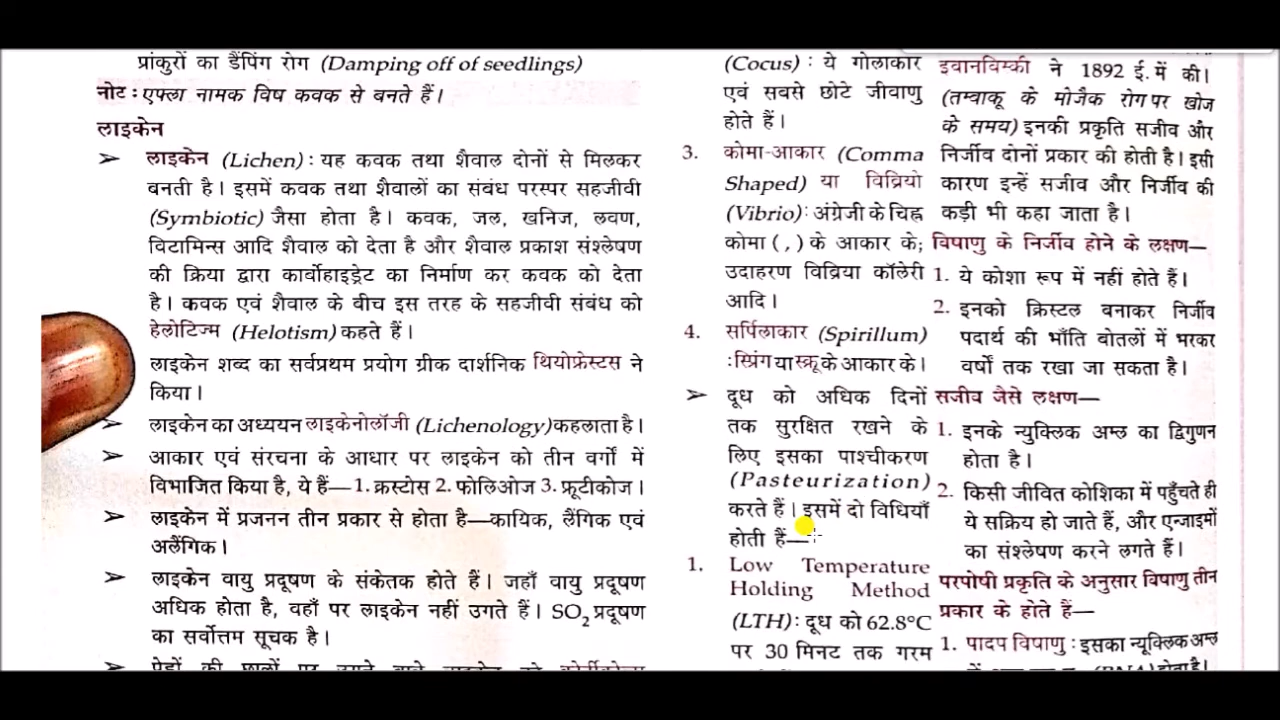 प्रांकुरों का डैंपिंग रोग (Damping off of seedlings)
नोट : एफ्ला नामक विष कवक से बनते हैं।
लाइकेन
➢ लाइकेन (Lichen) : यह कवक तथा शैवाल दोनों से मिलकर
बनती है। इसमें कवक तथा शैवालों का संबंध परस्पर सहजीवी
(Symbiotic) जैसा होता है। कवक, जल, खनिज, लवण,
विटामिन्स आदि शैवाल को देता है और शैवाल प्रकाश संश्लेषण
की क्रिया द्वारा कार्वोहाइड्रेट का निर्माण कर कवक को देता
है। कवक एवं शैवाल के बीच इस तरह के सहजीवी संबंध को
हेलोटिज्म (Helotism) कहते हैं।
लाइकेन शब्द का सर्वप्रथम प्रयोग ग्रीक दार्शनिक थियोफ्रेस्टस ने
किया।
➢ लाइकेन का अध्ययन लाइकेनोलॉजी (Lichenology) कहलाता है।
➢ आकार एवं संरचना के आधार पर लाइकेन को तीन वर्गों में
विभाजित किया है, ये हैं— 1. क्रस्टोस 2. फोलिओज 3. फ्रूटीकोज।
➢ लाइकेन में प्रजनन तीन प्रकार से होता है—कायिक, लैंगिक एवं
अलैंगिक।
➢ लाइकेन वायु प्रदूषण के संकेतक होते हैं। जहाँ वायु प्रदूषण
अधिक होता है, वहाँ पर लाइकेन नहीं उगते हैं। SO₂ प्रदूषण
का सर्वोत्तम सूचक है।
(Cocus) : ये गोलाकार
एवं सबसे छोटे जीवाणु
होते हैं।
3. कोमा-आकार (Comma
Shaped) या विब्रियो
(Vibrio) : अंग्रेजी के चिह्न
कोमा ( , ) के आकार के;
उदाहरण विब्रिया कॉलेरी
आदि।
4. सर्पिलाकार (Spirillum)
: स्प्रिंग या स्क्रू के आकार के।
➢ दूध को अधिक दिनों
तक सुरक्षित रखने के
लिए इसका पाश्चीकरण
(Pasteurization)
करते हैं। इसमें दो विधियाँ
होती हैं—
1. Low Temperature
Holding Method
(LTH) : दूध को 62.8°C
पर 30 मिनट तक गरम
इवानविस्की ने 1892 ई. में की।
(तम्बाकू के मोजैक रोग पर खोज
के समय) इनकी प्रकृति सजीव और
निर्जीव दोनों प्रकार की होती है। इसी
कारण इन्हें सजीव और निर्जीव की
कड़ी भी कहा जाता है।
विषाणु के निर्जीव होने के लक्षण—
1. ये कोशा रूप में नहीं होते हैं।
2. इनको क्रिस्टल बनाकर निर्जीव
पदार्थ की भाँति बोतलों में भरकर
वर्षों तक रखा जा सकता है।
सजीव जैसे लक्षण—
1. इनके न्युक्लिक अम्ल का द्विगुणन
होता है।
2. किसी जीवित कोशिका में पहुँचते ही
ये सक्रिय हो जाते हैं, और एन्जाइमों
का संश्लेषण करने लगते हैं।
परपोषी प्रकृति के अनुसार विषाणु तीन
प्रकार के होते हैं—
1. पादप विषाणु : इसका न्यूक्लिक अम्ल